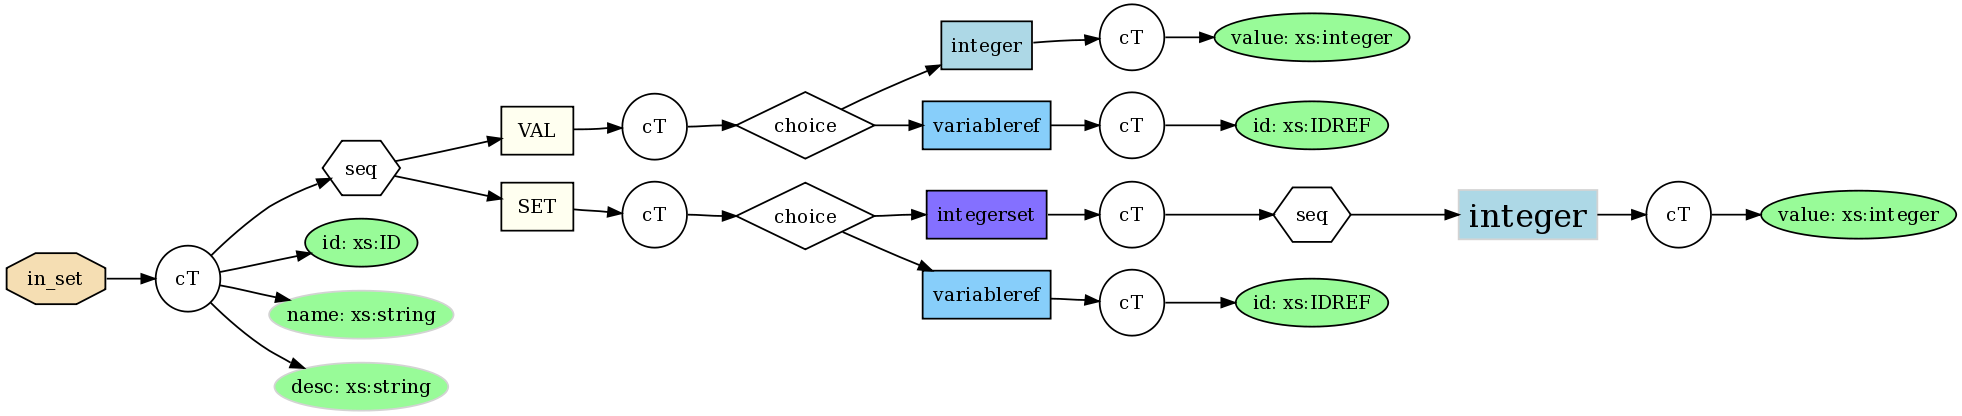 in_set
cT
seq
id: xs:ID
name: xs:string
desc: xs:string
VAL
cT
choice
integer
cT
value: xs:integer
variableref
cT
id: xs:IDREF
SET
cT
choice
integerset
cT
seq
integer
cT
value: xs:integer
variableref
cT
id: xs:IDREF